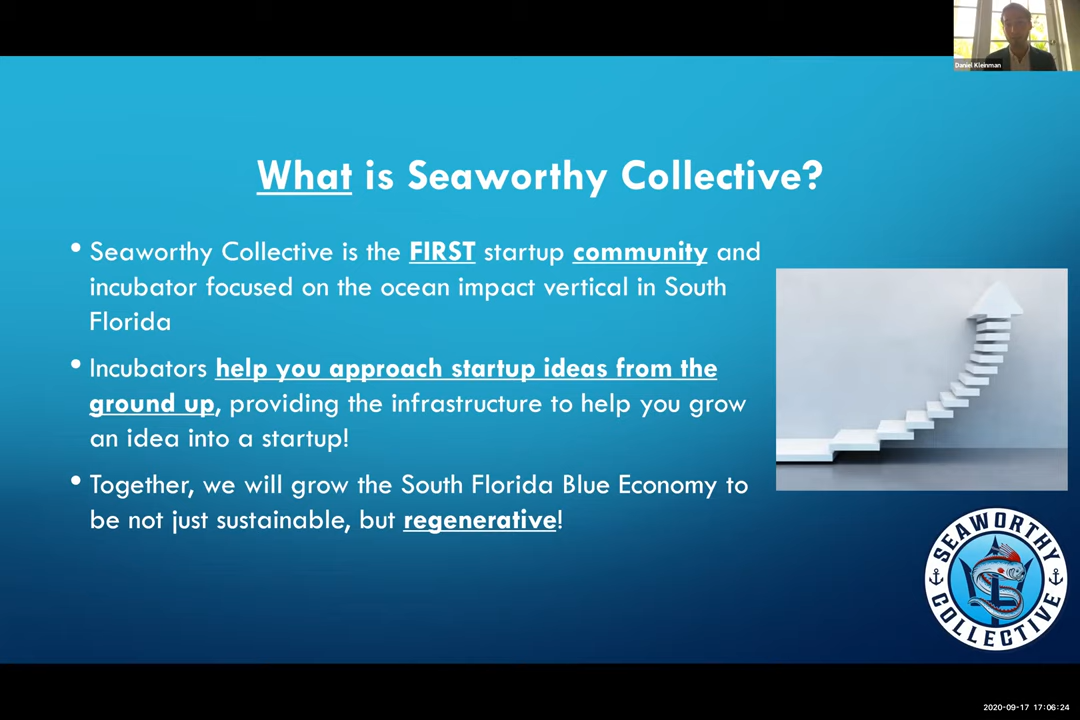 Daniel Kleinman
What is Seaworthy Collective?
• Seaworthy Collective is the FIRST startup community and
incubator focused on the ocean impact vertical in South
Florida
• Incubators help you approach startup ideas from the
ground up, providing the infrastructure to help you grow
an idea into a startup!
• Together, we will grow the South Florida Blue Economy to
be not just sustainable, but regenerative!
SEAWORTHY
COLLECTIVE
2020-09-17 17:06:24